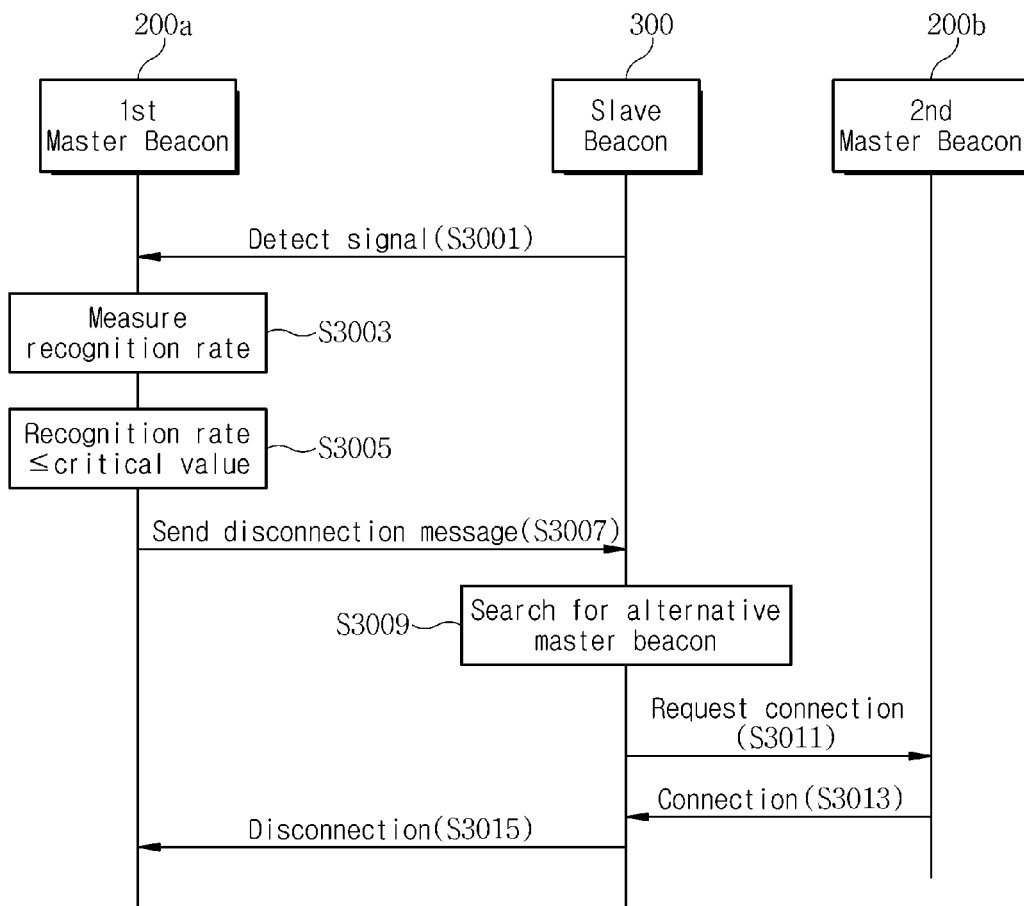 200a
300
200b
1st
Master Beacon
Slave
Beacon
2nd
Master Beacon
Detect signal(S3001)
Measure
recognition rate
S3003
Recognition rate
≤critical value
S3005
Send disconnection message(S3007)
S3009
Search for alternative
master beacon
Request connection
(S3011)
Connection(S3013)
Disconnection(S3015)